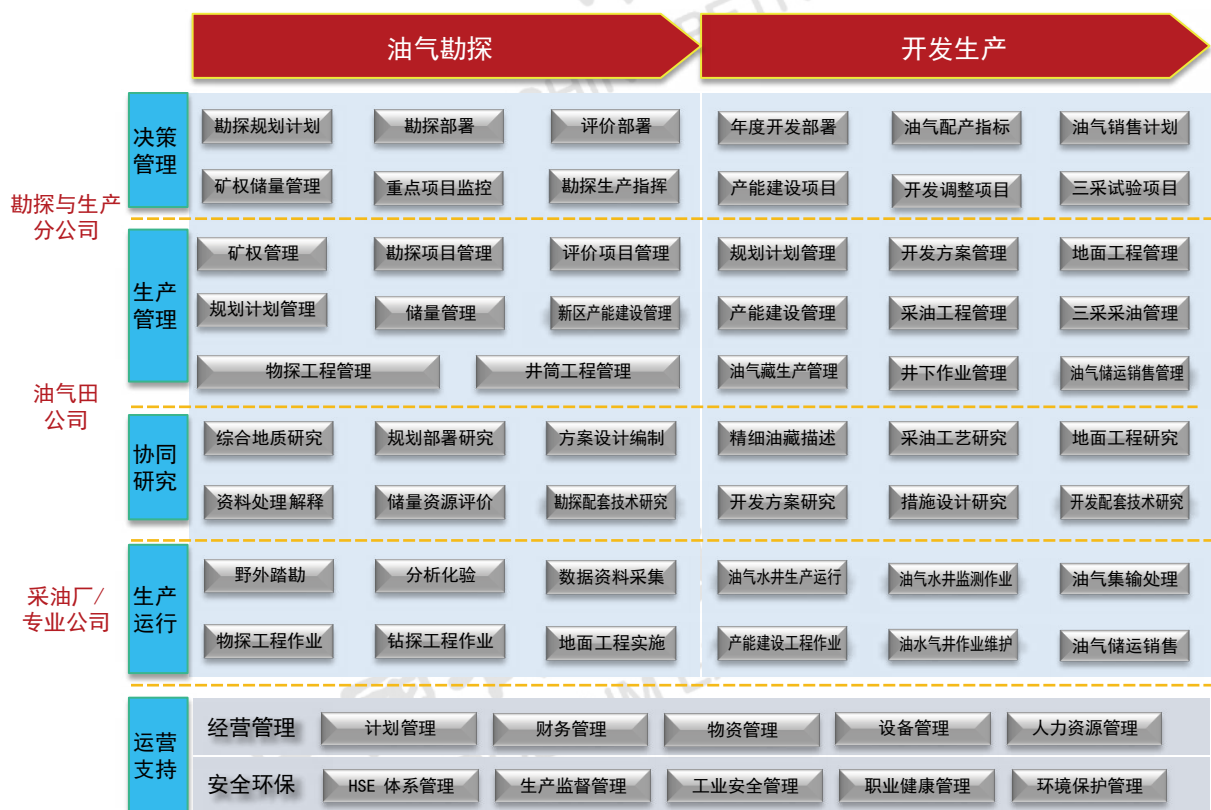 油气勘探
开发生产
决策
管理
勘探规划计划
勘探部署
评价部署
年度开发部署
油气配产指标
油气销售计划
矿权储量管理
重点项目监控
勘探生产指挥
产能建设项目
开发调整项目
三采试验项目
勘探与生产
分公司
生产
管理
矿权管理
勘探项目管理
评价项目管理
规划计划管理
开发方案管理
地面工程管理
规划计划管理
储量管理
新区产能建设管理
产能建设管理
采油工程管理
三采采油管理
物探工程管理
井筒工程管理
油气藏生产管理
井下作业管理
油气储运销售管理
油气田
公司
协同
研究
综合地质研究
规划部署研究
方案设计编制
精细油藏描述
采油工艺研究
地面工程研究
资料处理解释
储量资源评价
勘探配套技术研究
开发方案研究
措施设计研究
开发配套技术研究
采油厂/
专业公司
生产
运行
野外踏勘
分析化验
数据资料采集
油气水井生产运行
油气水井监测作业
油气集输处理
物探工程作业
钻探工程作业
地面工程实施
产能建设工程作业
油水气井作业维护
油气储运销售
运营
支持
经营管理
计划管理
财务管理
物资管理
设备管理
人力资源管理
安全环保
HSE 体系管理
生产监督管理
工业安全管理
职业健康管理
环境保护管理